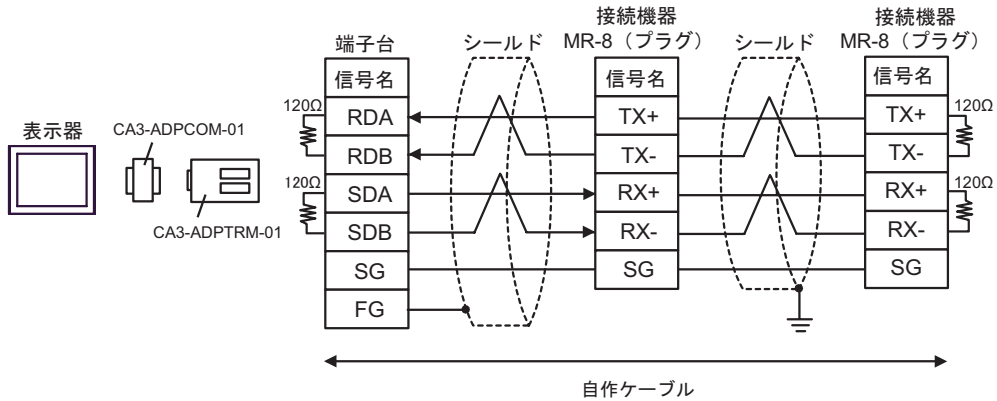 接続機器
MR-8（プラグ）
接続機器
MR-8（プラグ）
端子台
シールド
シールド
表示器
CA3-ADPCOM-01
CA3-ADPTRM-01
120Ω
120Ω
信号名
RDA
RDB
SDA
SDB
SG
FG
信号名
TX+
TX-
RX+
RX-
SG
信号名
TX+
TX-
RX+
RX-
SG
120Ω
120Ω
自作ケーブル